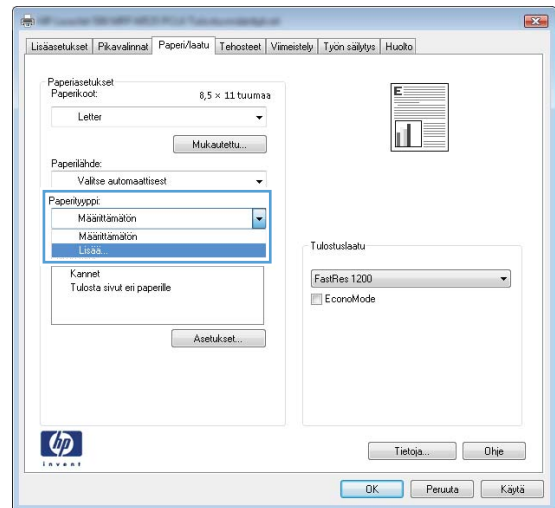 Lisäasetukset Pikavalinnat Paperi/laatu Tehosteet Viimeistely Työn säilytys Huolto
Paperiasetukset
Paperikoot: 8,5 × 11 tuumaa
Letter
Mukautettu...
Paperilähde:
Valitse automaattisest
Paperityyppi:
Määrittämätön
Määrittämätön
Lisää...
Kannet
Tulosta sivut eri paperille
Asetukset...
E
Tulostuslaatu
FastRes 1200
EconoMode
hp
invent
Tietoja... Ohje
OK Peruuta Käytä